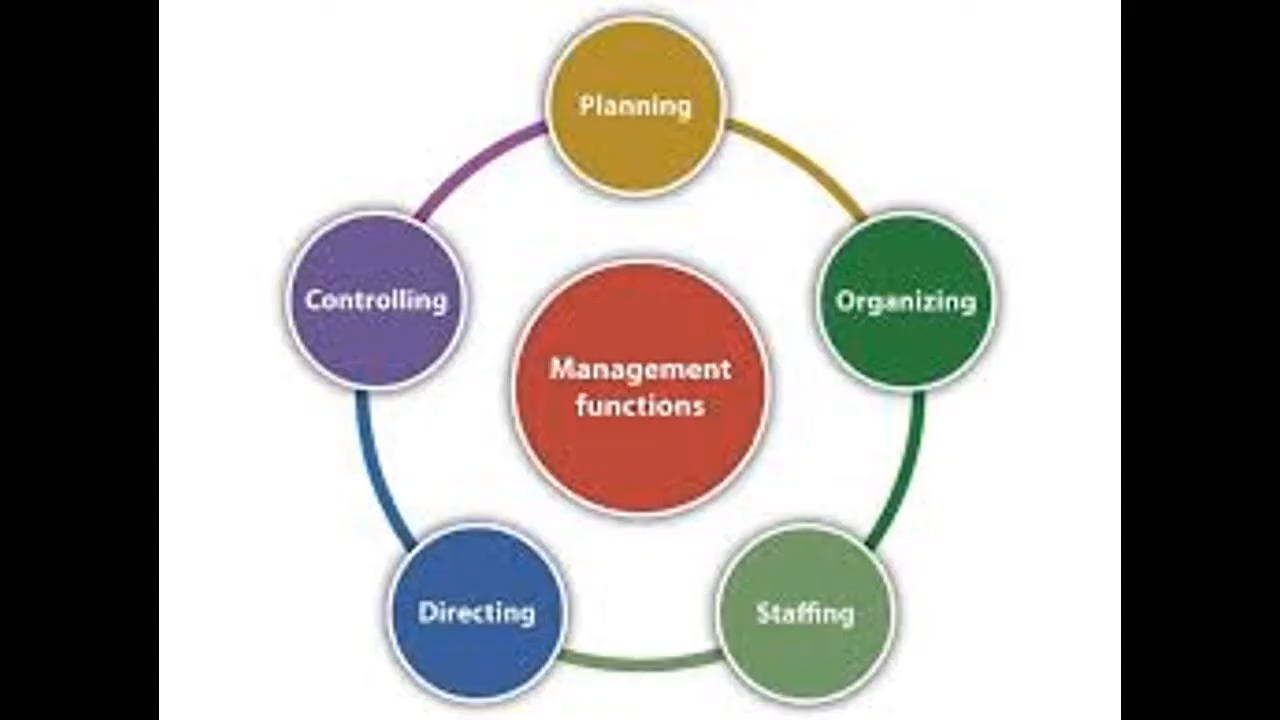 Planning
Controlling
Organizing
Management
functions
Directing
Staffing